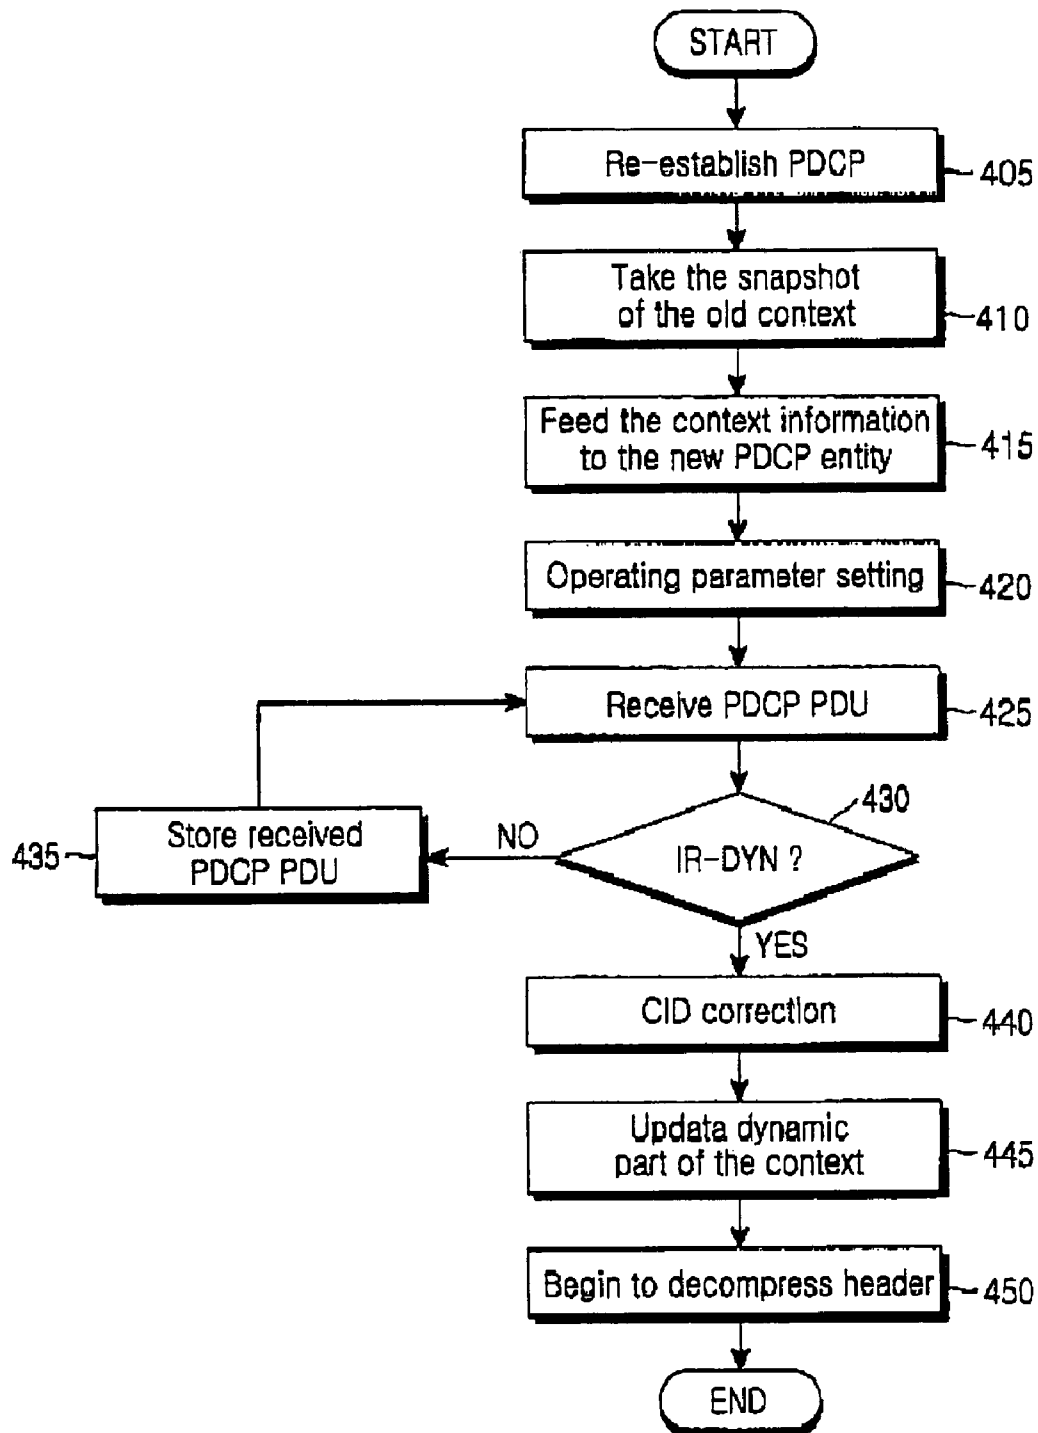 START
Re-establish PDCP
405
Take the snapshot
of the old context
410
Feed the context information
to the new PDCP entity
415
Operating parameter setting
420
Receive PDCP PDU
425
430
IR-DYN ?
NO
Store received
PDCP PDU
435
YES
CID correction
440
Updata dynamic
part of the context
445
Begin to decompress header
450
END